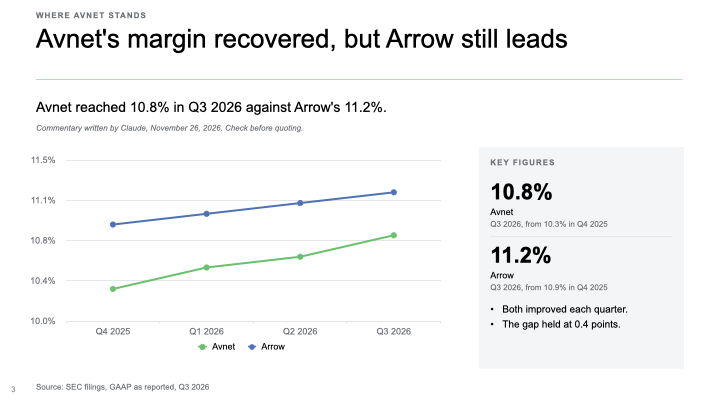 WHERE AVNET STANDS
Avnet's margin recovered, but Arrow still leads
Avnet reached 10.8% in Q3 2026 against Arrow's 11.2%.
Commentary written by Claude, November 26, 2026. Check before quoting.
11.5%
11.1%
10.8%
10.4%
10.0%
Q4 2025 Q1 2026 Q2 2026 Q3 2026
Avnet Arrow
KEY FIGURES
10.8%
Avnet
Q3 2026, from 10.3% in Q4 2025
11.2%
Arrow
Q3 2026, from 10.9% in Q4 2025
• Both improved each quarter.
• The gap held at 0.4 points.
3 Source: SEC filings, GAAP as reported, Q3 2026